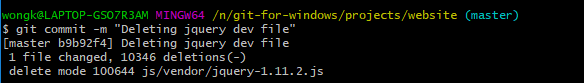 wongk@LAPTOP-GSO7R3AM MINGW64 /n/git-for-windows/projects/website (master)
$ git commit -m "Deleting jquery dev file"
[master b9b92f4] Deleting jquery dev file
1 file changed, 10346 deletions(-)
delete mode 100644 js/vendor/jquery-1.11.2.js